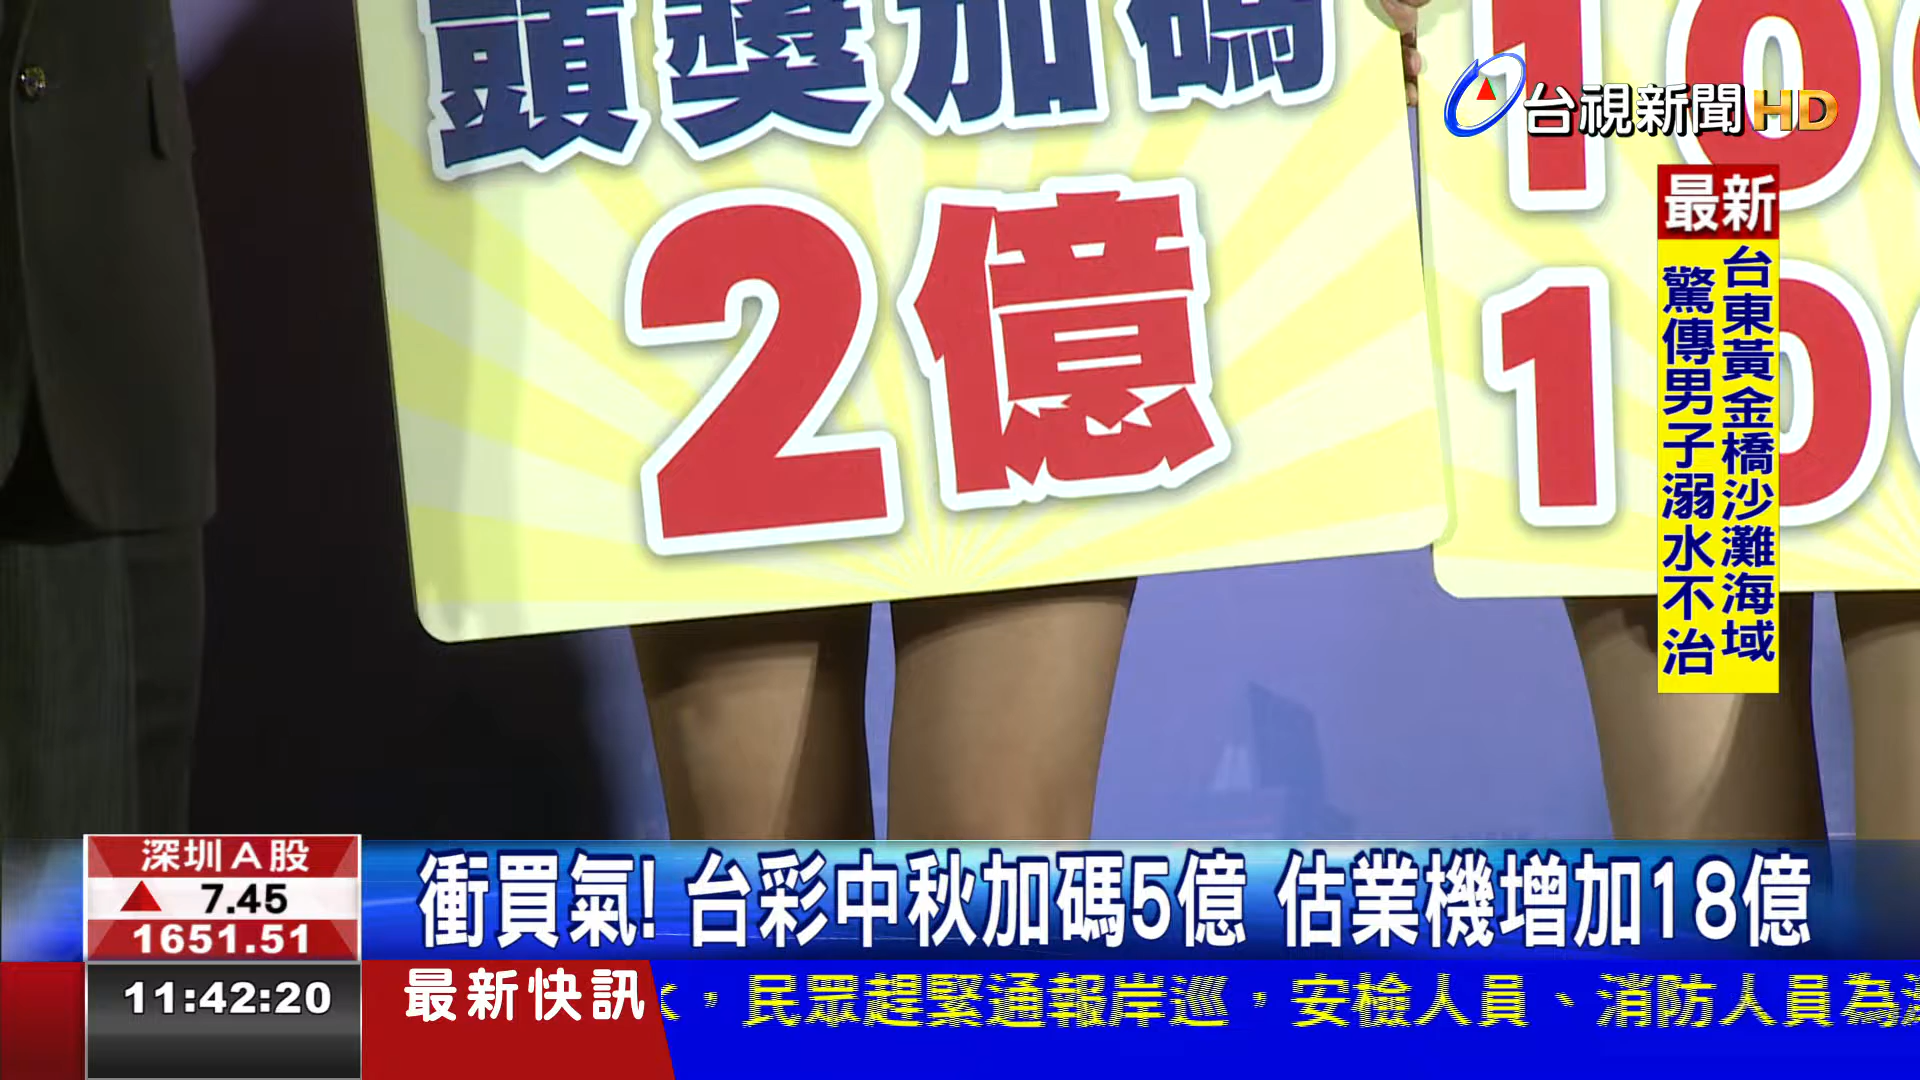 頭獎加碼
2億
100
100
台視新聞HD
最新
台東黃金橋沙灘海域
驚傳男子溺水不治
深圳A股
▲ 7.45
1651.51
11:42:20
衝買氣! 台彩中秋加碼5億 估業機增加18億
最新快訊
,民眾趕緊通報岸巡,安檢人員、消防人員為